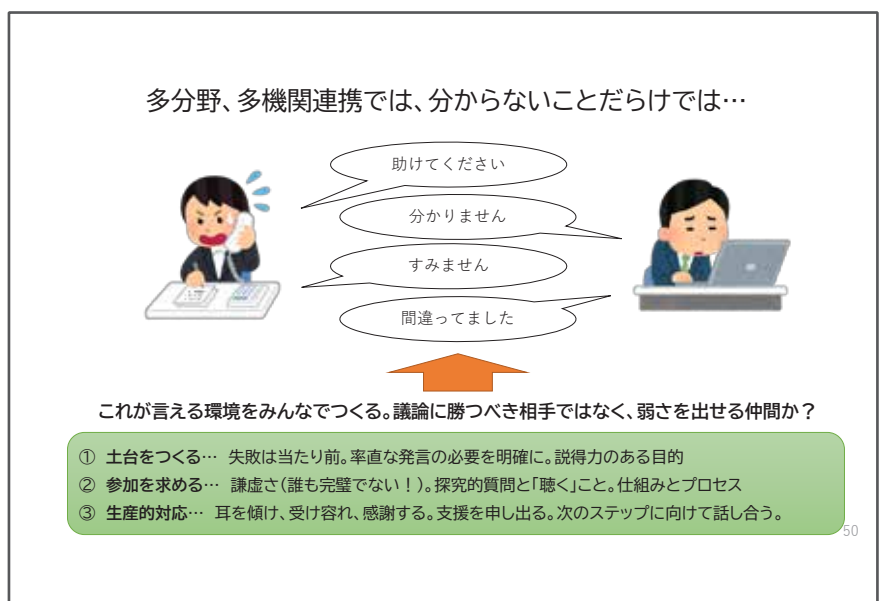 多分野、多機関連携では、分からないことだらけでは…
助けてください
分かりません
すみません
間違ってました
これが言える環境をみんなでつくる。議論に勝つべき相手ではなく、弱さを出せる仲間か？
① 土台をつくる… 失敗は当たり前。率直な発言の必要を明確に。説得力のある目的
② 参加を求める… 謙虚さ（誰も完璧でない！）。探究的質問と「聴く」こと。仕組みとプロセス
③ 生産的対応… 耳を傾け、受け容れ、感謝する。支援を申し出る。次のステップに向けて話し合う。
50